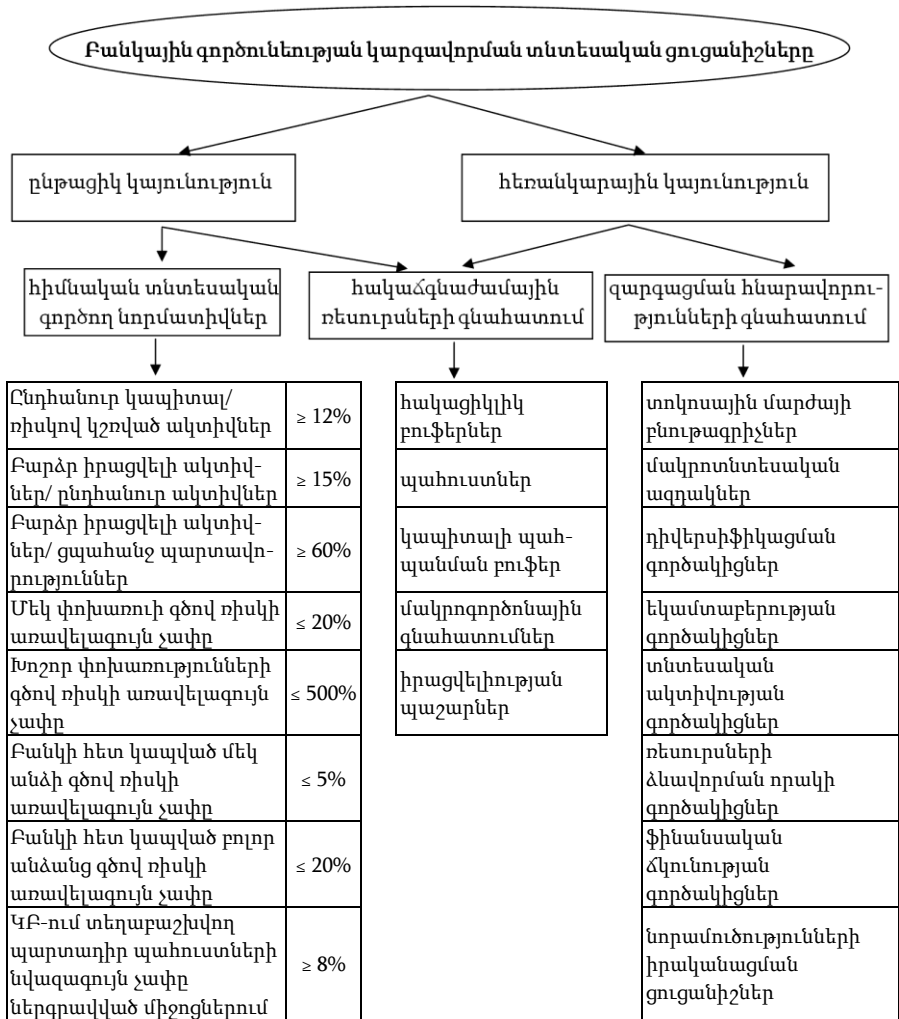 Բանկային գործունեության կարգավորման տնտեսական ցուցանիշները
ընթացիկ կայունություն
հեռանկարային կայունություն
հիմնական տնտեսական
գործող նորմատիվներ
հակաճգնաժամային
ռեսուրսների գնահատում
զարգացման հնարավորու-
թյունների գնահատում
Ընդհանուր կապիտալ/
ռիսկով կշռված ակտիվներ
≥ 12%
Բարձր իրացվելի ակտիվ-
ներ/ ընդհանուր ակտիվներ
≥ 15%
Բարձր իրացվելի ակտիվ-
ներ/ ցպահանջ պարտավո-
րություններ
≥ 60%
Մեկ փոխառուի գծով ռիսկի
առավելագույն չափը
≤ 20%
Խոշոր փոխառությունների
գծով ռիսկի առավելագույն
չափը
≤ 500%
Բանկի հետ կապված մեկ
անձի գծով ռիսկի
առավելագույն չափը
≤ 5%
Բանկի հետ կապված բոլոր
անձանց գծով ռիսկի
առավելագույն չափը
≤ 20%
ԿԲ-ում տեղաբաշխվող
պարտադիր պահուստների
նվազագույն չափը
ներգրավված միջոցներում
≥ 8%
հակացիկլիկ
բուֆերներ
պահուստներ
կապիտալի պահ-
պանման բուֆեր
մակրոգործոնային
գնահատումներ
իրացվելիության
պաշարներ
տոկոսային մարժայի
բնութագրիչներ
մակրոտնտեսական
ազդակներ
դիվերսիֆիկացման
գործակիցներ
եկամտաբերության
գործակիցներ
տնտեսական
ակտիվության
գործակիցներ
ռեսուրսների
ձևավորման որակի
գործակիցներ
ֆինանսական
ճկունության
գործակիցներ
նորամուծությունների
իրականացման
ցուցանիշներ